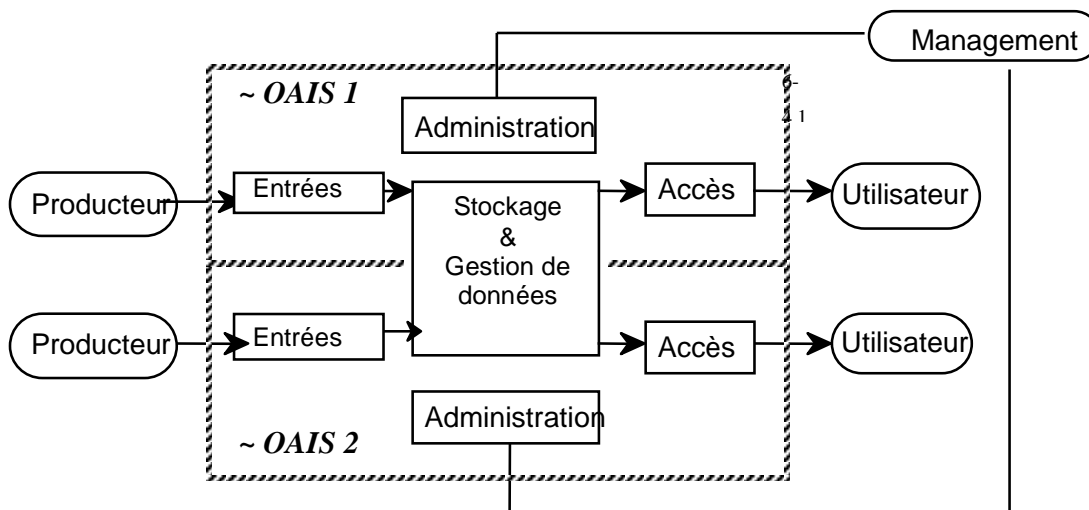 Management
~ OAIS 1
Administration
Producteur
Entrées
Stockage
&
Gestion de
données
Accès
Utilisateur
Producteur
Entrées
Accès
Utilisateur
Administration
~ OAIS 2